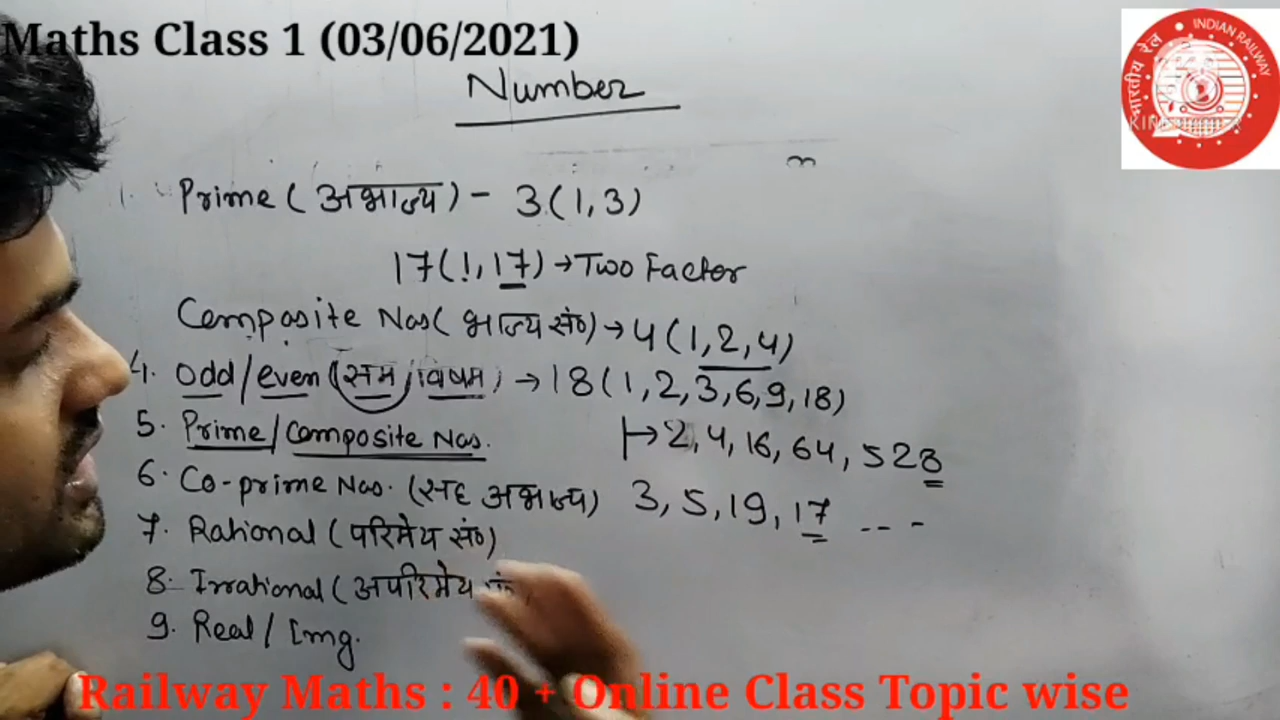 Maths Class 1 (03/06/2021)
INDIAN RAILWAY
भारतीय रेल
Number
Prime (अभाज्य) - 3 (1, 3)
17 (1, 17) → Two Factor
Composite Nos (भाज्य सं०) → 4 (1, 2, 4)
4. Odd / even (सम / विषम) → 18 (1, 2, 3, 6, 9, 18)
5. Prime / Composite Nos. → 2, 4, 16, 64, 528
6. Co-prime Nos. (सह अभाज्य) 3, 5, 19, 17 ---
7. Rational (परिमेय सं०)
8. Irrational (अपरिमेय
9. Real / Img.
Railway Maths : 40 + Online Class Topic wise